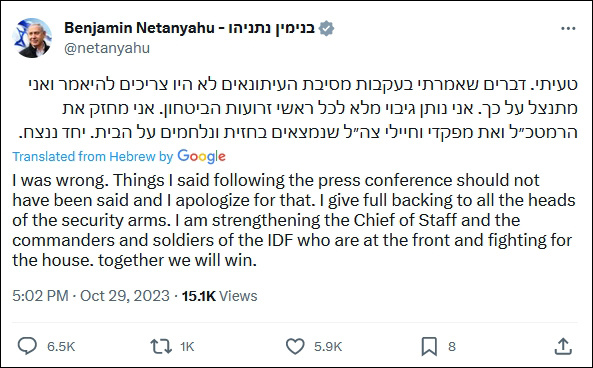 Benjamin Netanyahu - בנימין נתניהו
@netanyahu
טעיתי. דברים שאמרתי בעקבות מסיבת העיתונאים לא היו צריכים להיאמר ואני
מתנצל על כך. אני נותן גיבוי מלא לכל ראשי זרועות הביטחון. אני מחזק את
הרמטכ״ל ואת מפקדי וחיילי צה״ל שנמצאים בחזית ונלחמים על הבית. יחד ננצח.
Translated from Hebrew by Google
I was wrong. Things I said following the press conference should not
have been said and I apologize for that. I give full backing to all the heads
of the security arms. I am strengthening the Chief of Staff and the
commanders and soldiers of the IDF who are at the front and fighting for
the house. together we will win.
5:02 PM · Oct 29, 2023 · 15.1K Views
6.5K 1K 5.9K 8